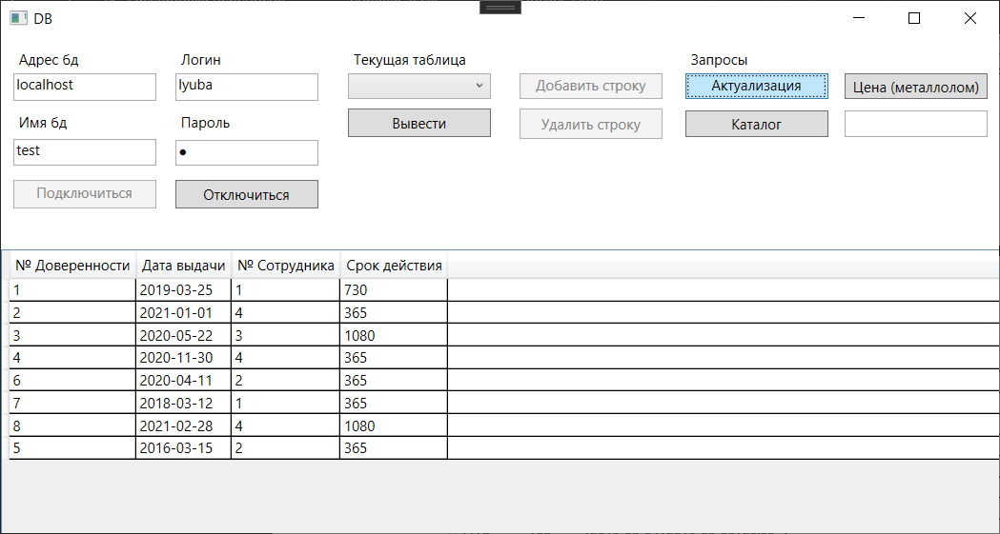 DB
Адрес бд Логин Текущая таблица Запросы
localhost lyuba Добавить строку Актуализация Цена (металлолом)
Имя бд Пароль Вывести Удалить строку Каталог
test ●
Подключиться Отключиться
№ Доверенности Дата выдачи № Сотрудника Срок действия
1 2019-03-25 1 730
2 2021-01-01 4 365
3 2020-05-22 3 1080
4 2020-11-30 4 365
6 2020-04-11 2 365
7 2018-03-12 1 365
8 2021-02-28 4 1080
5 2016-03-15 2 365